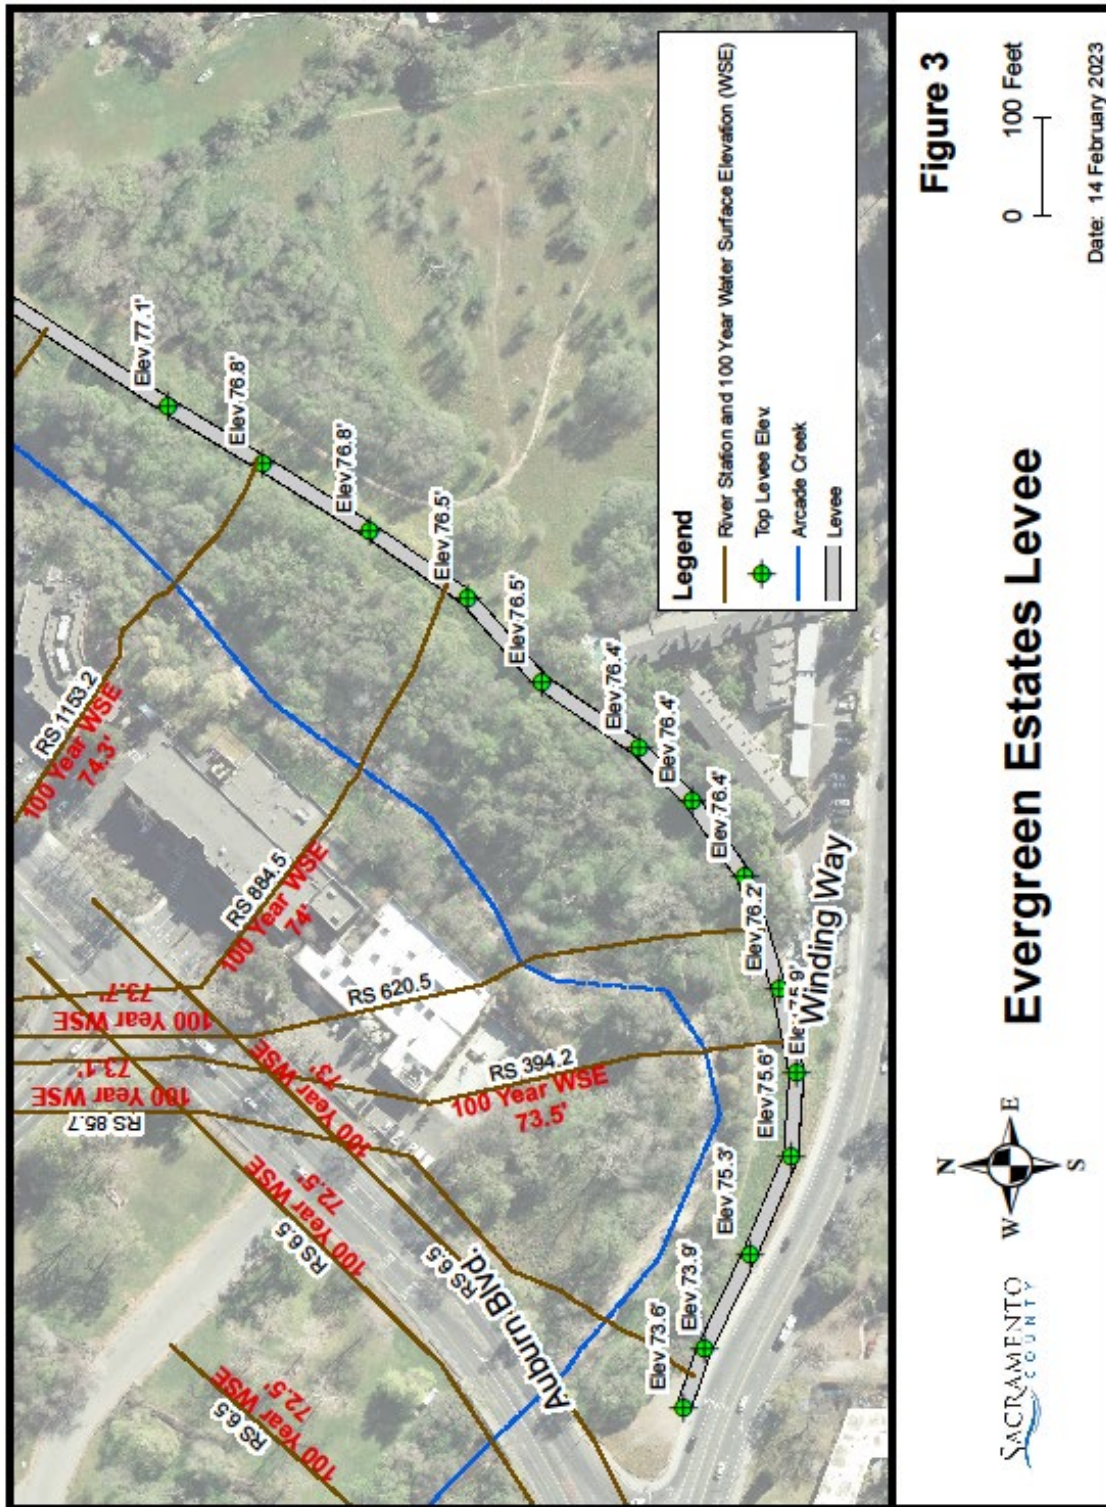 Elev 77.1'
Elev 76.8'
Elev 76.8'
Elev 76.5'
Elev 76.5'
Elev 76.4'
Elev 76.4'
Elev 76.4'
Elev 76.2'
Elev 75.9'
Elev 75.6'
Elev 75.3'
Elev 73.9'
Elev 73.6'
RS 1153.2
100 Year WSE
74.3'
RS 884.5
100 Year WSE
74'
RS 620.5
100 Year WSE
73.7'
RS 394.2
100 Year WSE
73.5'
100 Year WSE
73.1'
RS 85.7
100 Year WSE
73'
RS 6.5
100 Year WSE
72.5'
RS 6.5
100 Year WSE
72.5'
RS 6.5
Auburn Blvd.
Winding Way
Legend
River Station and 100 Year Water Surface Elevation (WSE)
Top Levee Elev.
Arcade Creek
Levee
SACRAMENTO
COUNTY
N
W
E
S
Evergreen Estates Levee
Figure 3
0 100 Feet
Date: 14 February 2023